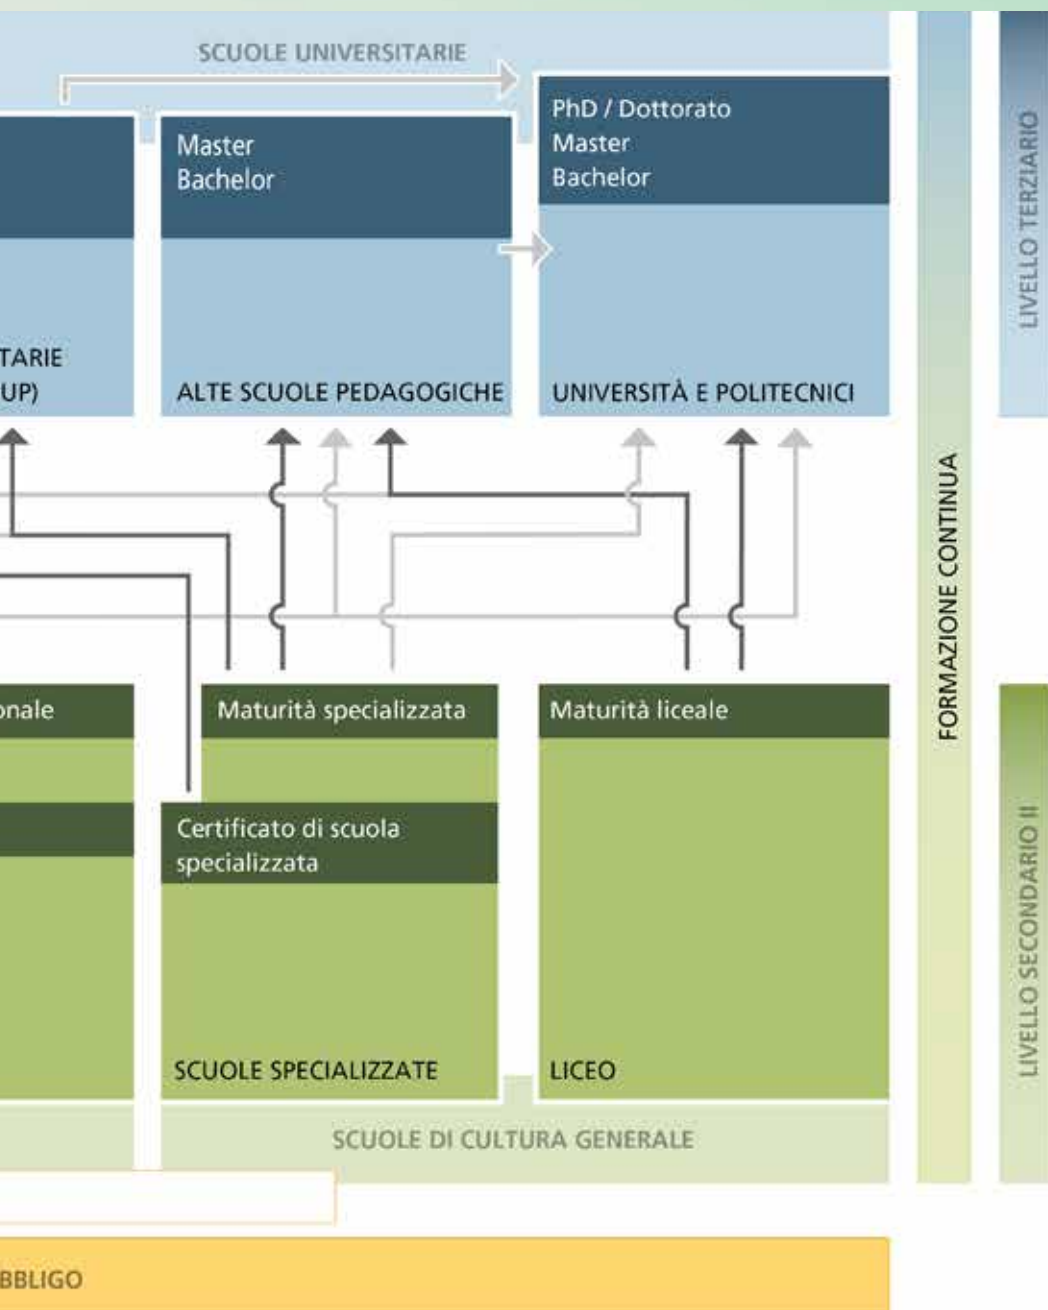 SCUOLE UNIVERSITARIE
Master
Bachelor
PhD / Dottorato
Master
Bachelor
TARIE
UP)
ALTE SCUOLE PEDAGOGICHE
UNIVERSITÀ E POLITECNICI
onale
Maturità specializzata
Maturità liceale
Certificato di scuola
specializzata
SCUOLE SPECIALIZZATE
LICEO
SCUOLE DI CULTURA GENERALE
BBLIGO
FORMAZIONE CONTINUA
LIVELLO TERZIARIO
LIVELLO SECONDARIO II